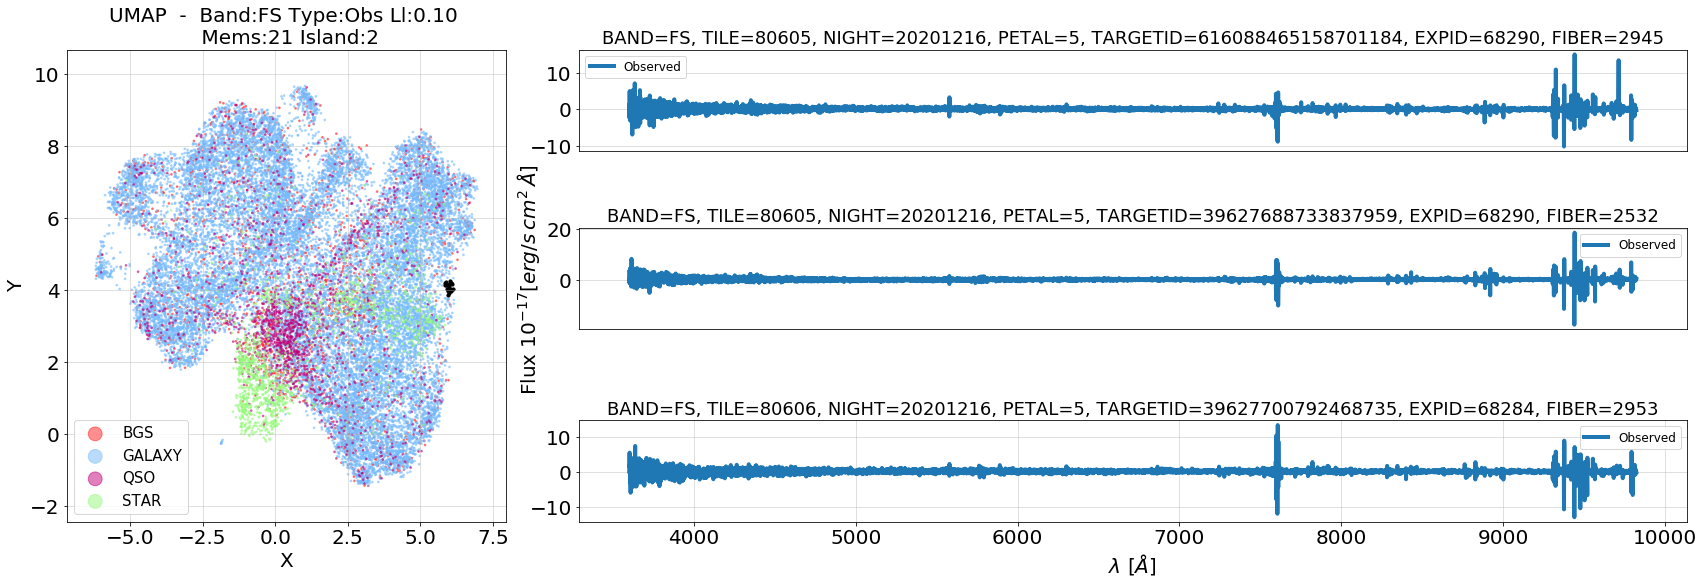 UMAP - Band:FS Type:Obs Ll:0.10
Mems:21 Island:2
Y
10
8
6
4
2
0
−2
BGS
GALAXY
QSO
STAR
−5.0 −2.5 0.0 2.5 5.0 7.5
X
Flux 10⁻¹⁷[erg/s cm² Å]
BAND=FS, TILE=80605, NIGHT=20201216, PETAL=5, TARGETID=616088465158701184, EXPID=68290, FIBER=2945
Observed
10
0
−10
BAND=FS, TILE=80605, NIGHT=20201216, PETAL=5, TARGETID=39627688733837959, EXPID=68290, FIBER=2532
Observed
20
0
BAND=FS, TILE=80606, NIGHT=20201216, PETAL=5, TARGETID=39627700792468735, EXPID=68284, FIBER=2953
Observed
10
0
−10
4000 5000 6000 7000 8000 9000 10000
λ [Å]